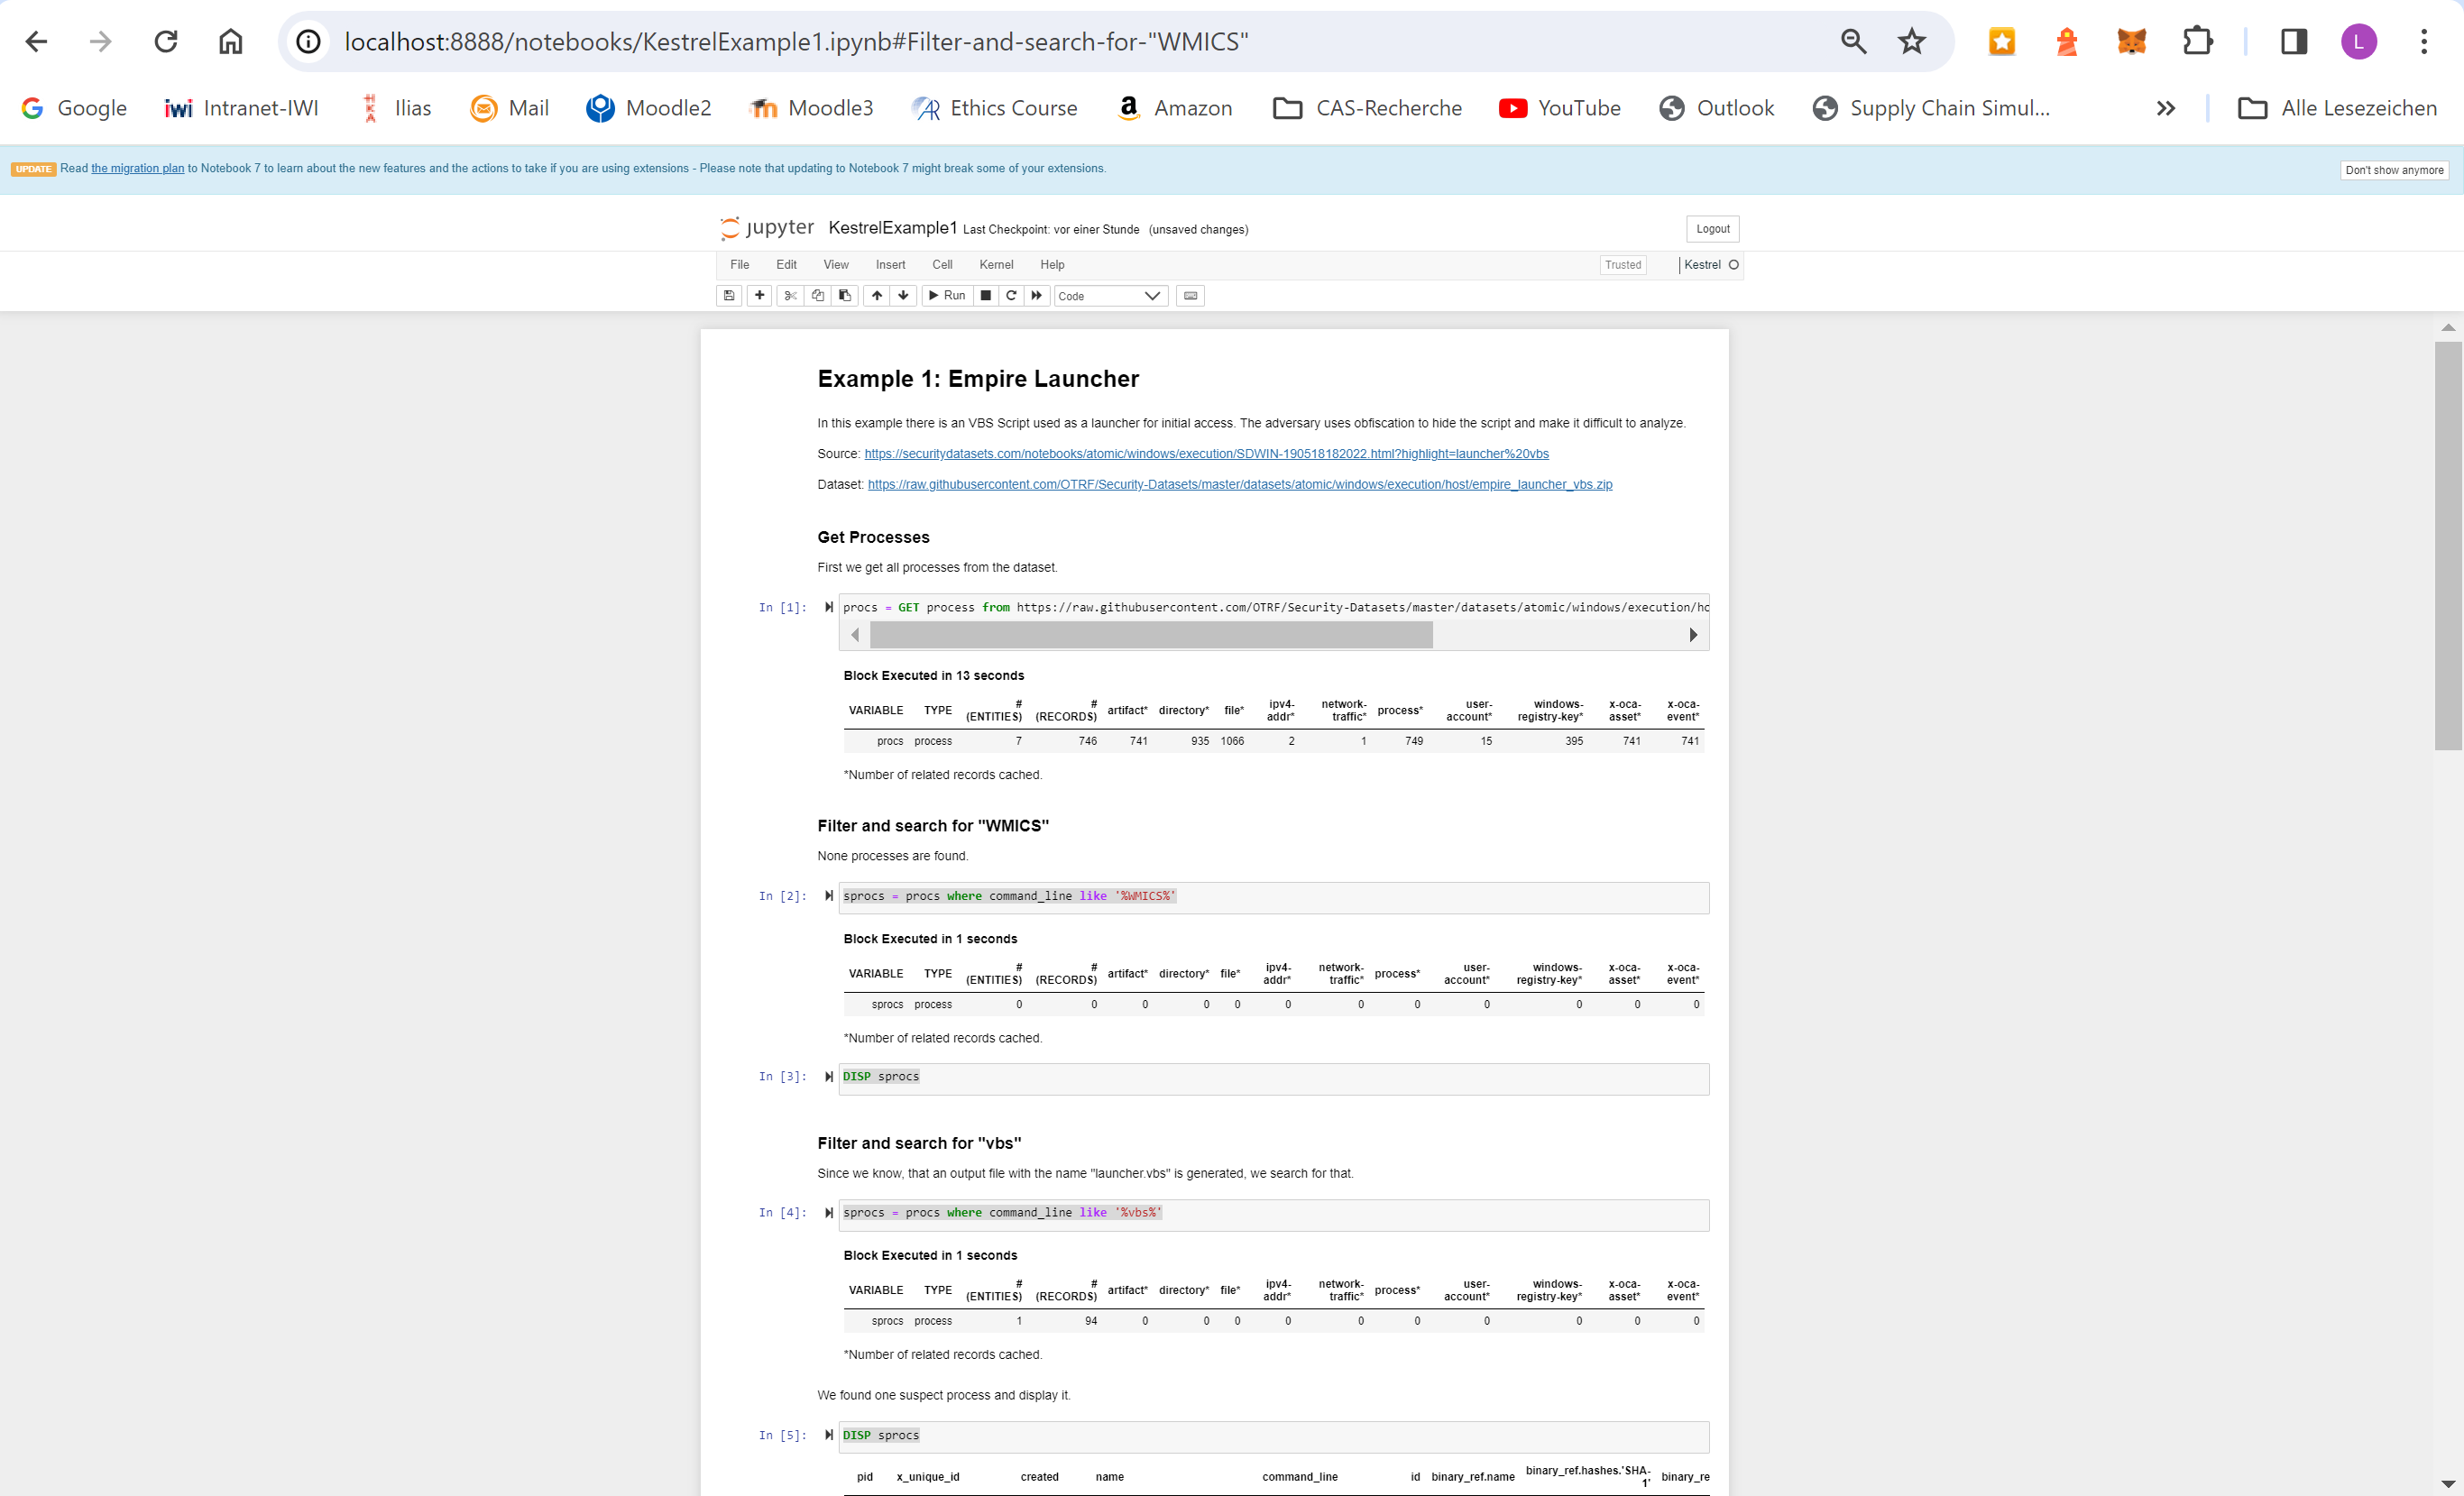 localhost:8888/notebooks/KestrelExample1.ipynb#Filter-and-search-for-"WMICS"
L
Google Intranet-IWI Ilias Mail Moodle2 Moodle3 Ethics Course Amazon CAS-Recherche YouTube Outlook Supply Chain Simul... » Alle Lesezeichen
UPDATE Read the migration plan to Notebook 7 to learn about the new features and the actions to take if you are using extensions - Please note that updating to Notebook 7 might break some of your extensions. Don't show anymore
jupyter KestrelExample1 Last Checkpoint: vor einer Stunde (unsaved changes) Logout
File Edit View Insert Cell Kernel Help Trusted Kestrel
Run Code
Example 1: Empire Launcher
In this example there is an VBS Script used as a launcher for initial access. The adversary uses obfiscation to hide the script and make it difficult to analyze.
Source: https://securitydatasets.com/notebooks/atomic/windows/execution/SDWIN-190518182022.html?highlight=launcher%20vbs
Dataset: https://raw.githubusercontent.com/OTRF/Security-Datasets/master/datasets/atomic/windows/execution/host/empire_launcher_vbs.zip
Get Processes
First we get all processes from the dataset.
In [1]: procs = GET process from https://raw.githubusercontent.com/OTRF/Security-Datasets/master/datasets/atomic/windows/execution/ho
Block Executed in 13 seconds
VARIABLE TYPE # (ENTITIES) # (RECORDS) artifact* directory* file* ipv4-addr* network-traffic* process* user-account* windows-registry-key* x-oca-asset* x-oca-event*
procs process 7 746 741 935 1066 2 1 749 15 395 741 741
*Number of related records cached.
Filter and search for "WMICS"
None processes are found.
In [2]: sprocs = procs where command_line like '%WMICS%'
Block Executed in 1 seconds
VARIABLE TYPE # (ENTITIES) # (RECORDS) artifact* directory* file* ipv4-addr* network-traffic* process* user-account* windows-registry-key* x-oca-asset* x-oca-event*
sprocs process 0 0 0 0 0 0 0 0 0 0 0 0
*Number of related records cached.
In [3]: DISP sprocs
Filter and search for "vbs"
Since we know, that an output file with the name "launcher.vbs" is generated, we search for that.
In [4]: sprocs = procs where command_line like '%vbs%'
Block Executed in 1 seconds
VARIABLE TYPE # (ENTITIES) # (RECORDS) artifact* directory* file* ipv4-addr* network-traffic* process* user-account* windows-registry-key* x-oca-asset* x-oca-event*
sprocs process 1 94 0 0 0 0 0 0 0 0 0 0
*Number of related records cached.
We found one suspect process and display it.
In [5]: DISP sprocs
pid x_unique_id created name command_line id binary_ref.name binary_ref.hashes.'SHA-1' binary_re